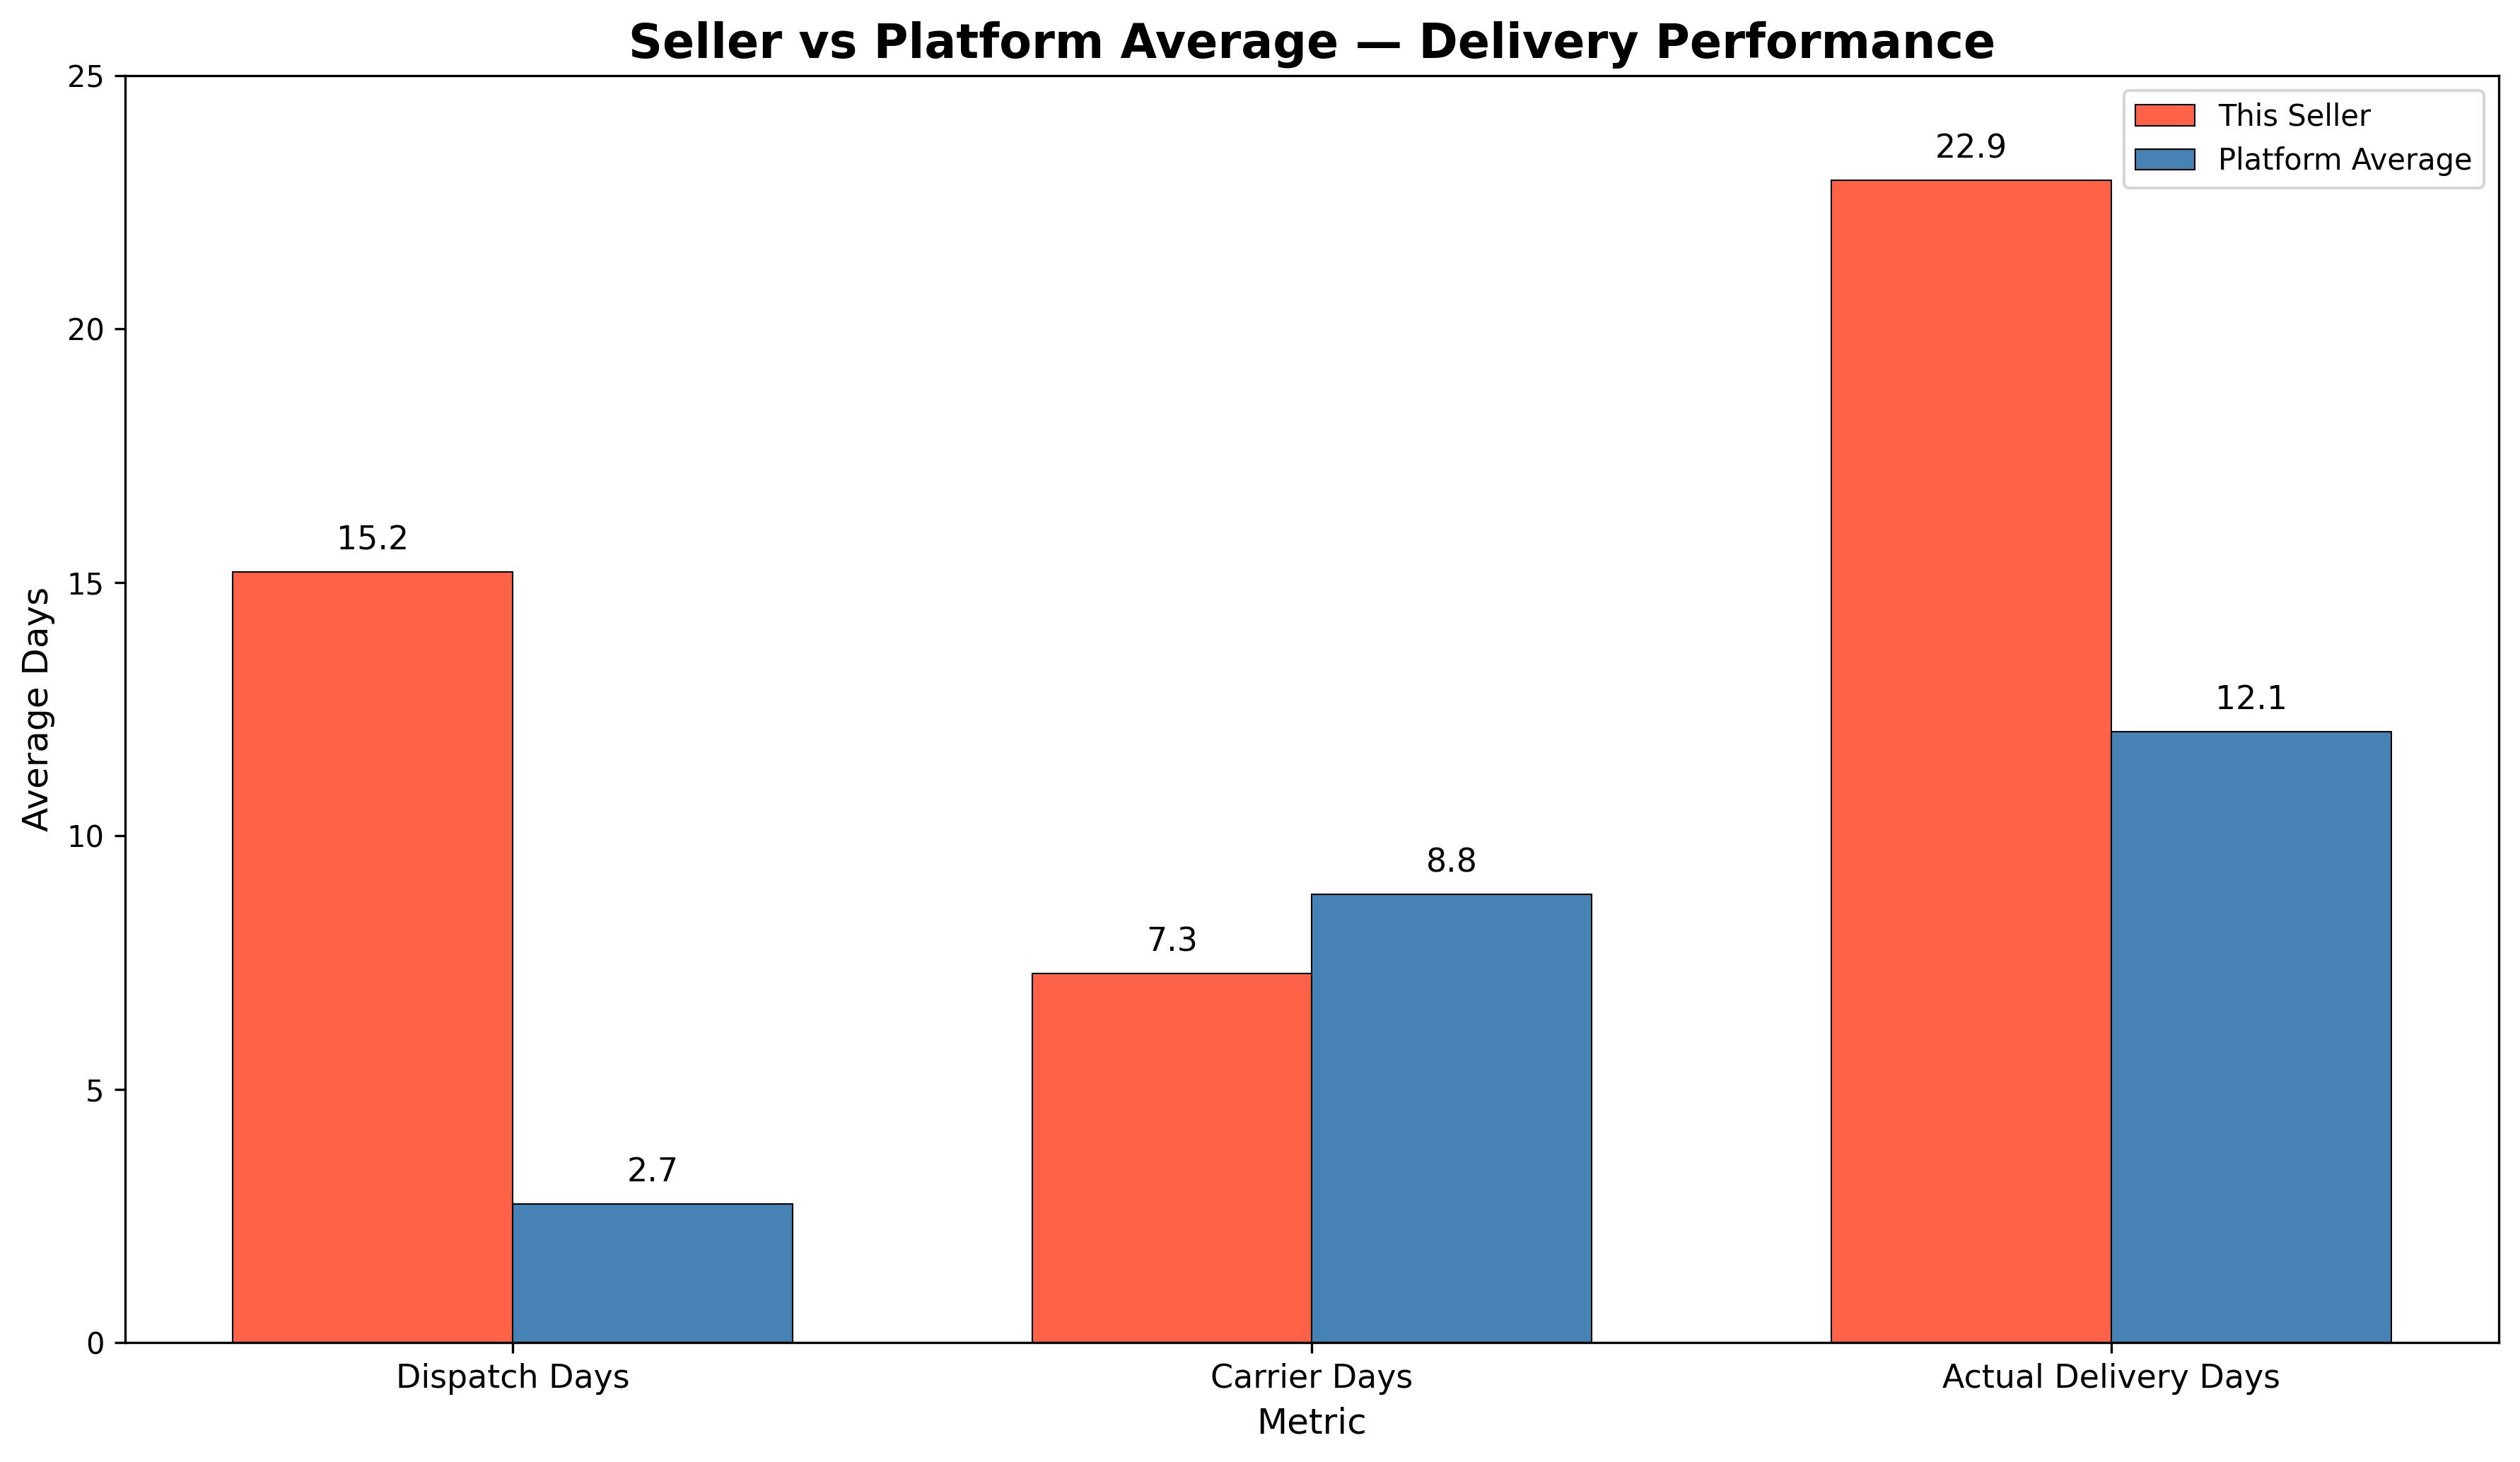 Seller vs Platform Average — Delivery Performance
25
20
15
10
5
0
Average Days
This Seller
Platform Average
15.2
2.7
7.3
8.8
22.9
12.1
Dispatch Days
Carrier Days
Actual Delivery Days
Metric